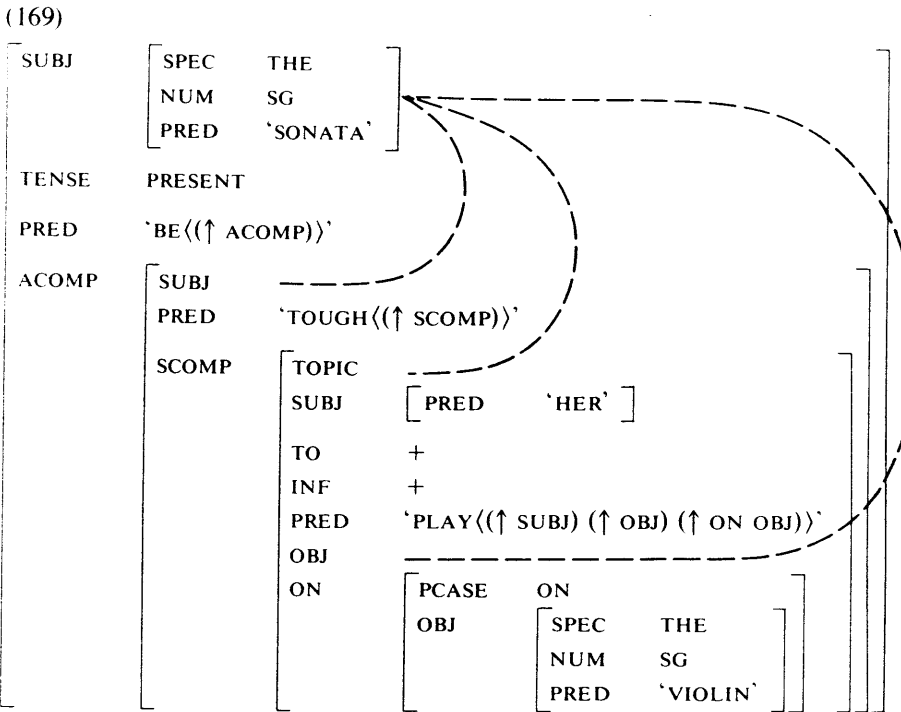 (169)
SUBJ SPEC THE
NUM SG
PRED ‘SONATA’
TENSE PRESENT
PRED ‘BE⟨(↑ ACOMP)⟩’
ACOMP SUBJ
PRED ‘TOUGH⟨(↑ SCOMP)⟩’
SCOMP TOPIC
SUBJ PRED ‘HER’
TO +
INF +
PRED ‘PLAY⟨(↑ SUBJ) (↑ OBJ) (↑ ON OBJ)⟩’
OBJ
ON PCASE ON
OBJ SPEC THE
NUM SG
PRED ‘VIOLIN’